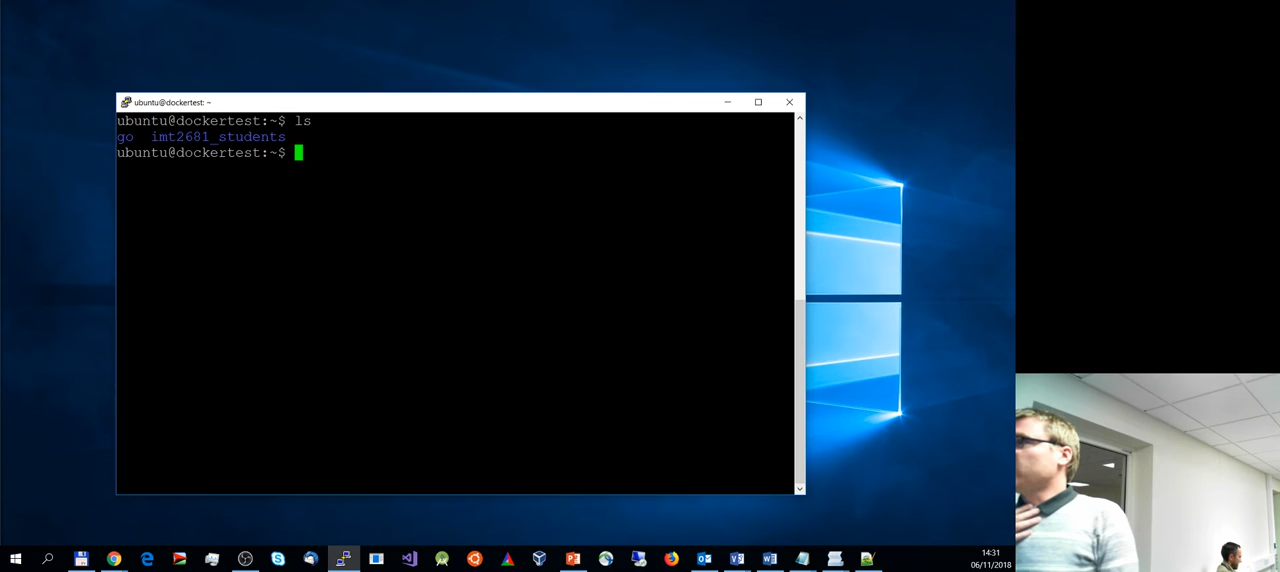 ubuntu@dockertest: ~
ubuntu@dockertest:~$ ls
go  imt2681_students
ubuntu@dockertest:~$
14:31
06/11/2018